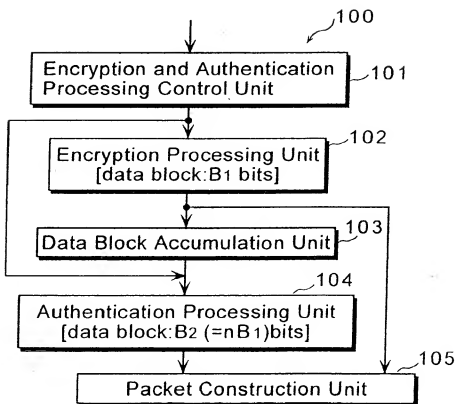 100
Encryption and Authentication
Processing Control Unit
101
102
Encryption Processing Unit
[data block:B1 bits]
103
Data Block Accumulation Unit
104
Authentication Processing Unit
[data block:B2 (=nB1)bits]
105
Packet Construction Unit